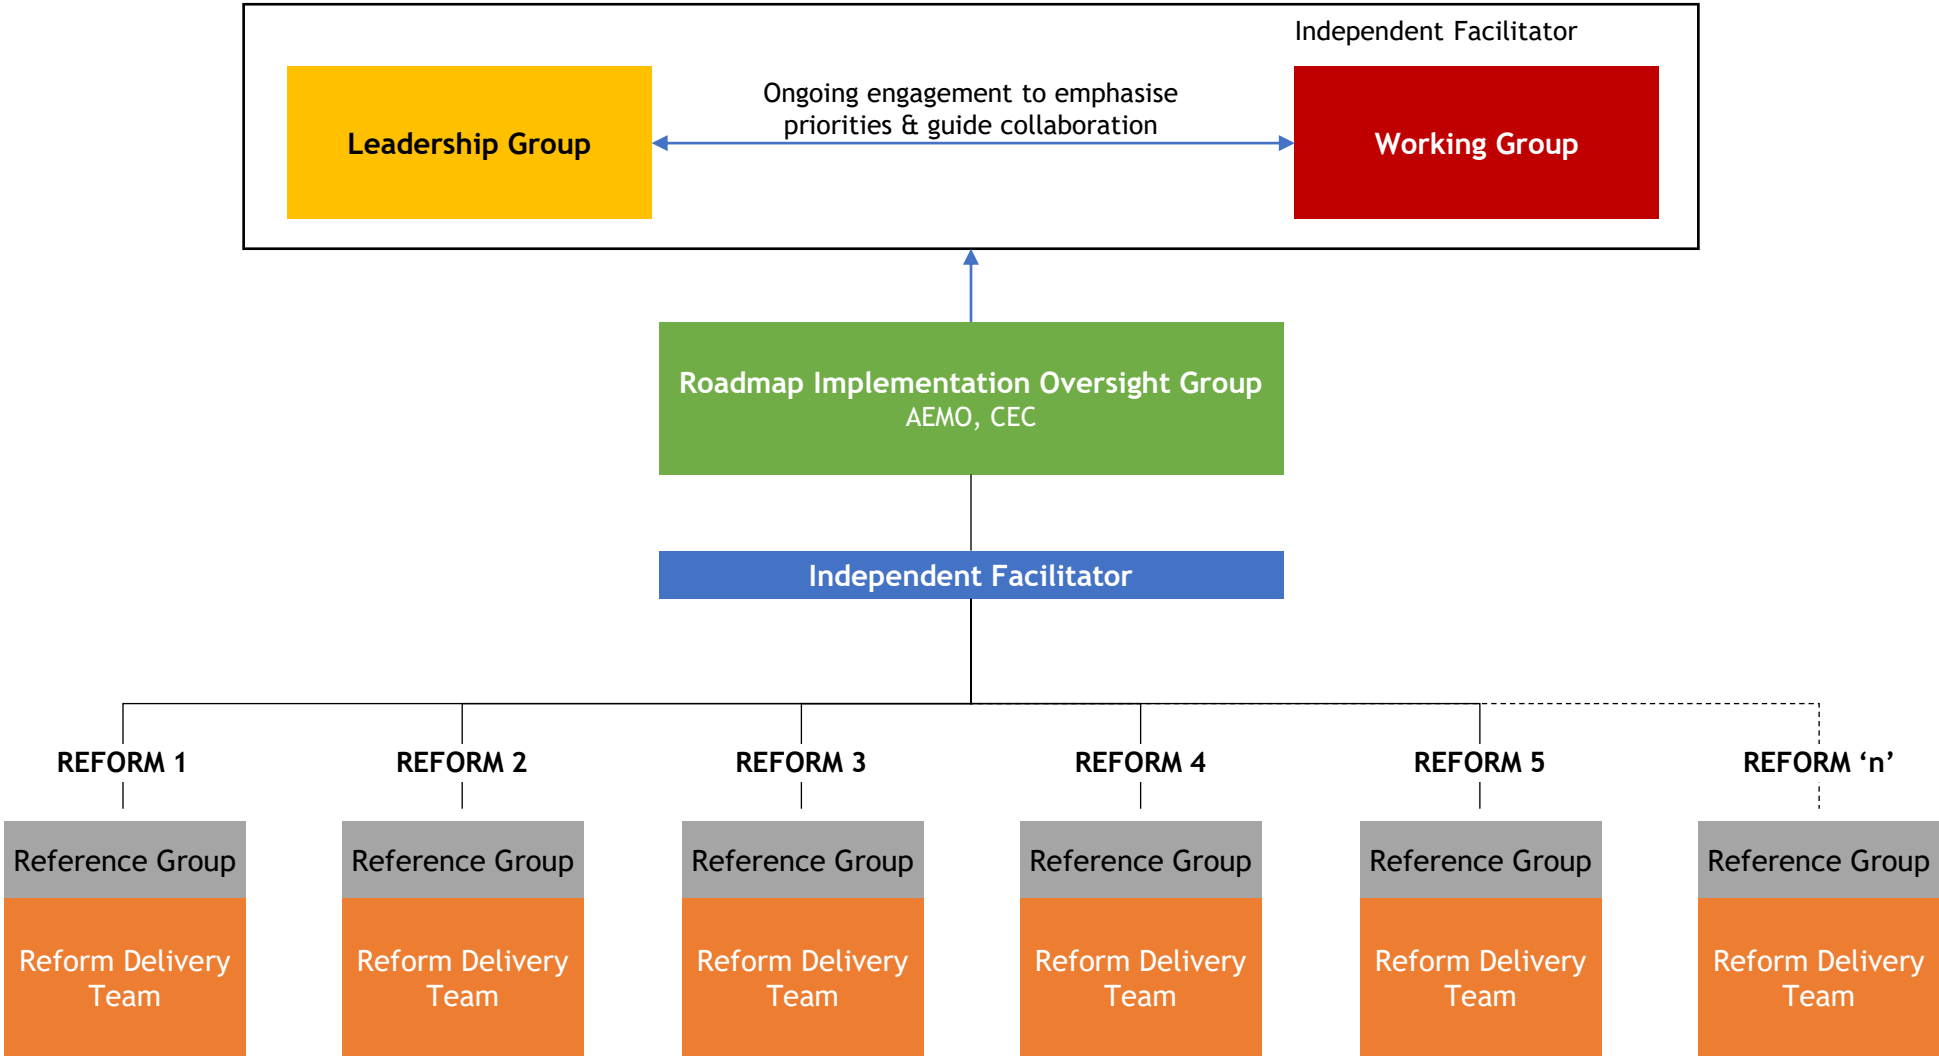 Independent Facilitator
Ongoing engagement to emphasise
priorities & guide collaboration
Leadership Group
Working Group
Roadmap Implementation Oversight Group
AEMO, CEC
Independent Facilitator
REFORM 1
REFORM 2
REFORM 3
REFORM 4
REFORM 5
REFORM ‘n’
Reference Group
Reference Group
Reference Group
Reference Group
Reference Group
Reference Group
Reform Delivery
Team
Reform Delivery
Team
Reform Delivery
Team
Reform Delivery
Team
Reform Delivery
Team
Reform Delivery
Team